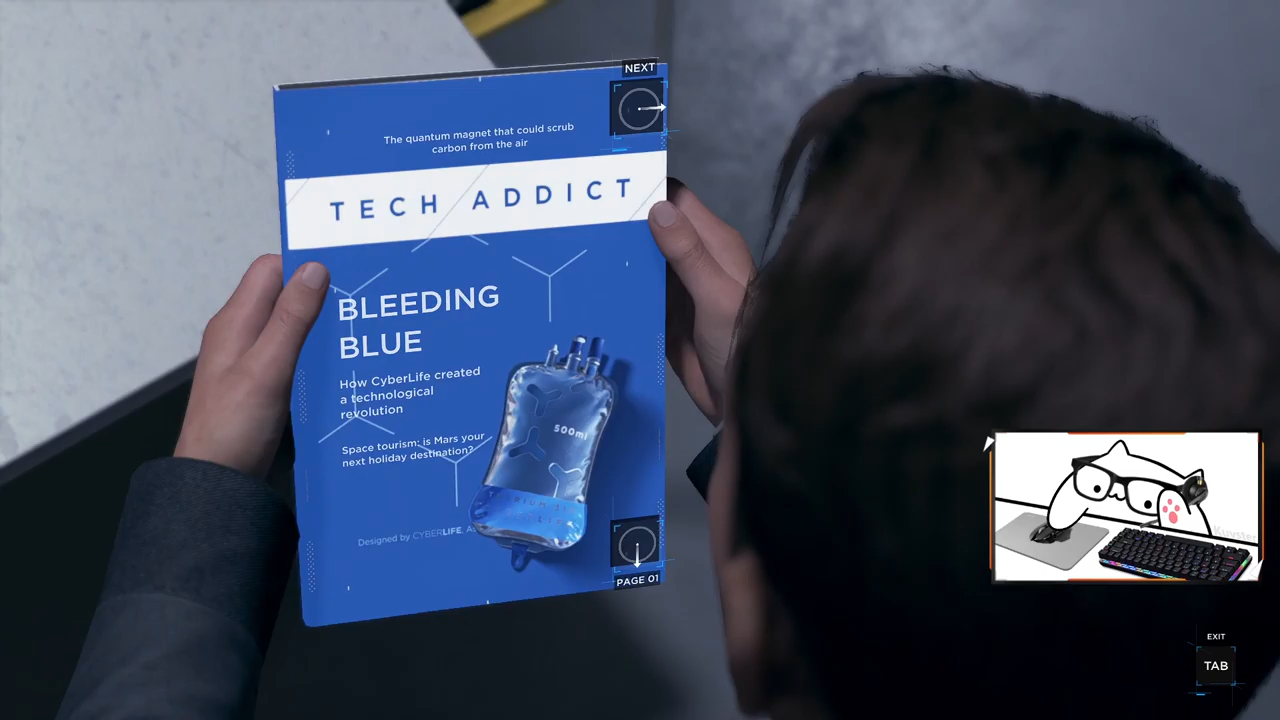 NEXT
The quantum magnet that could scrub
carbon from the air
TECH ADDICT
BLEEDING
BLUE
How CyberLife created
a technological
revolution
500ml
Space tourism: is Mars your
next holiday destination?
Designed by CYBERLIFE.
PAGE 01
EXIT
TAB